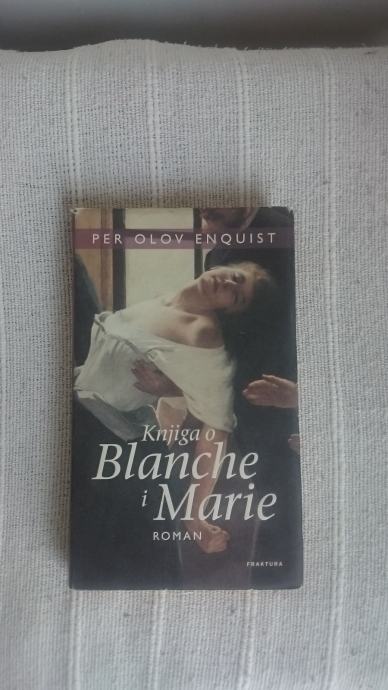 PER OLOV ENQUIST
Knjiga o
Blanche
i Marie
ROMAN
FRAKTURA